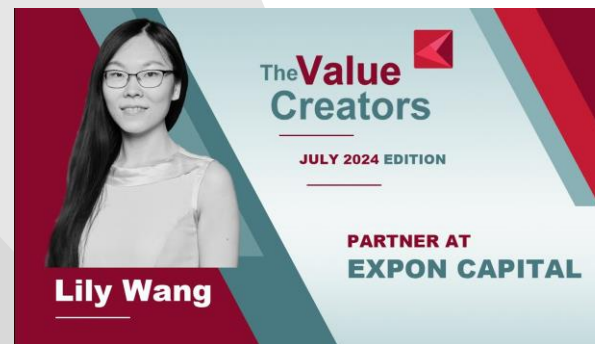 The Value
Creators
JULY 2024 EDITION
PARTNER AT
EXPON CAPITAL
Lily Wang